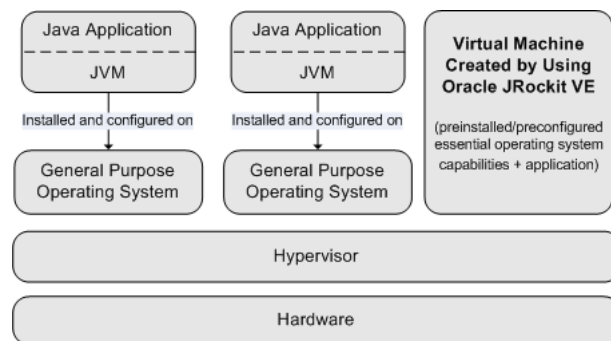 Java Application
JVM
Installed and configured on
General Purpose
Operating System
Java Application
JVM
Installed and configured on
General Purpose
Operating System
Virtual Machine
Created by Using
Oracle JRockit VE
(preinstalled/preconfigured
essential operating system
capabilities + application)
Hypervisor
Hardware